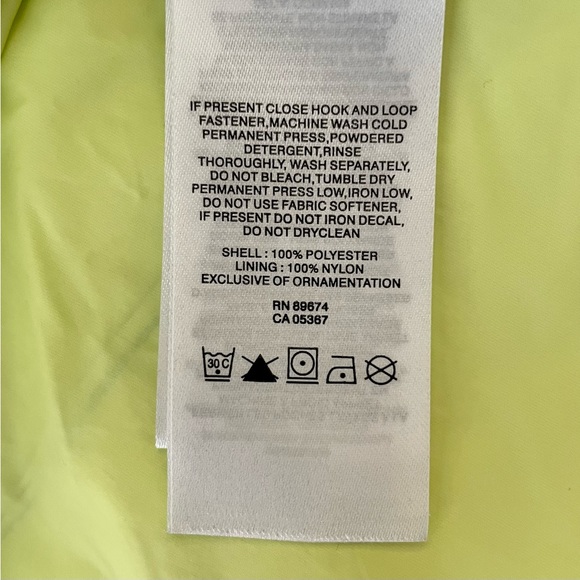 IF PRESENT CLOSE HOOK AND LOOP
FASTENER,MACHINE WASH COLD
PERMANENT PRESS,POWDERED
DETERGENT,RINSE
THOROUGHLY, WASH SEPARATELY,
DO NOT BLEACH,TUMBLE DRY
PERMANENT PRESS LOW,IRON LOW,
DO NOT USE FABRIC SOFTENER,
IF PRESENT DO NOT IRON DECAL,
DO NOT DRYCLEAN
SHELL : 100% POLYESTER
LINING : 100% NYLON
EXCLUSIVE OF ORNAMENTATION
RN 89674
CA 05367
30 C